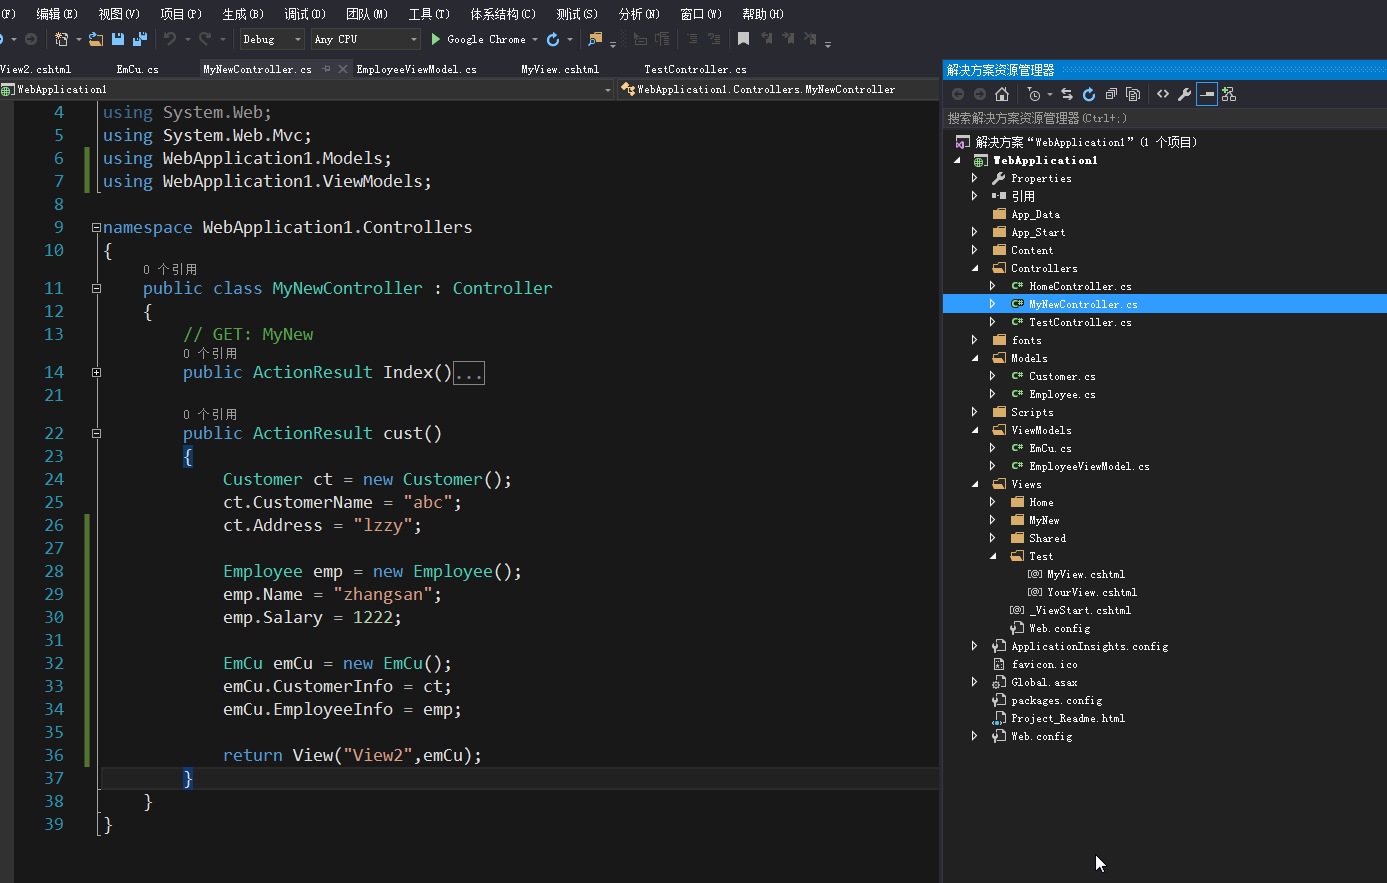 (F) 编辑(E) 视图(V) 项目(P) 生成(B) 调试(D) 团队(M) 工具(T) 体系结构(C) 测试(S) 分析(N) 窗口(W) 帮助(H)
Debug Any CPU Google Chrome
View2.cshtml EmCu.cs MyNewController.cs EmployeeViewModel.cs MyView.cshtml TestController.cs
WebApplication1 WebApplication1.Controllers.MyNewController
4 using System.Web;
5 using System.Web.Mvc;
6 using WebApplication1.Models;
7 using WebApplication1.ViewModels;
8
9 namespace WebApplication1.Controllers
10 {
0 个引用
11 public class MyNewController : Controller
12 {
13 // GET: MyNew
0 个引用
14 public ActionResult Index()...
21
0 个引用
22 public ActionResult cust()
23 {
24 Customer ct = new Customer();
25 ct.CustomerName = "abc";
26 ct.Address = "lzzy";
27
28 Employee emp = new Employee();
29 emp.Name = "zhangsan";
30 emp.Salary = 1222;
31
32 EmCu emCu = new EmCu();
33 emCu.CustomerInfo = ct;
34 emCu.EmployeeInfo = emp;
35
36 return View("View2",emCu);
37 }
38 }
39 }
解决方案资源管理器
搜索解决方案资源管理器(Ctrl+;)
解决方案“WebApplication1”(1 个项目)
WebApplication1
Properties
引用
App_Data
App_Start
Content
Controllers
C# HomeController.cs
C# MyNewController.cs
C# TestController.cs
fonts
Models
C# Customer.cs
C# Employee.cs
Scripts
ViewModels
C# EmCu.cs
C# EmployeeViewModel.cs
Views
Home
MyNew
Shared
Test
[@] MyView.cshtml
[@] YourView.cshtml
[@] _ViewStart.cshtml
Web.config
ApplicationInsights.config
favicon.ico
Global.asax
packages.config
Project_Readme.html
Web.config